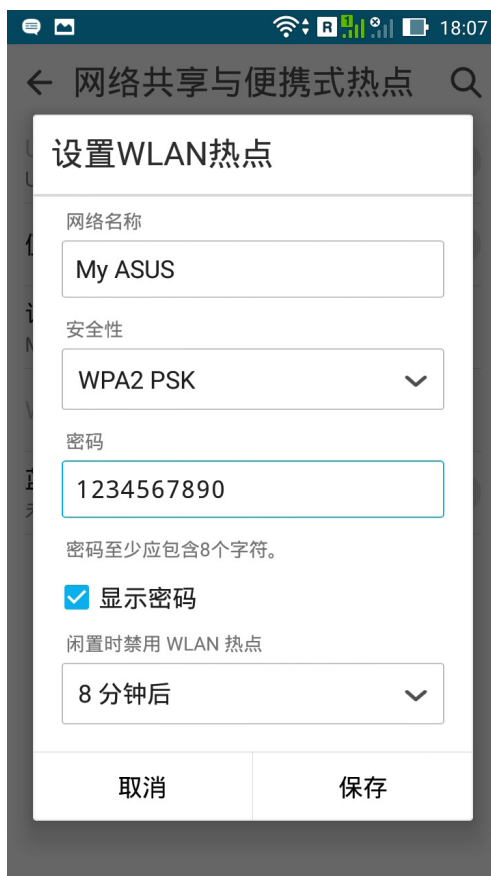 R 1 18:07
网络共享与便携式热点
设置WLAN热点
网络名称
My ASUS
安全性
WPA2 PSK
密码
1234567890
密码至少应包含8个字符。
显示密码
闲置时禁用 WLAN 热点
8 分钟后
取消 保存